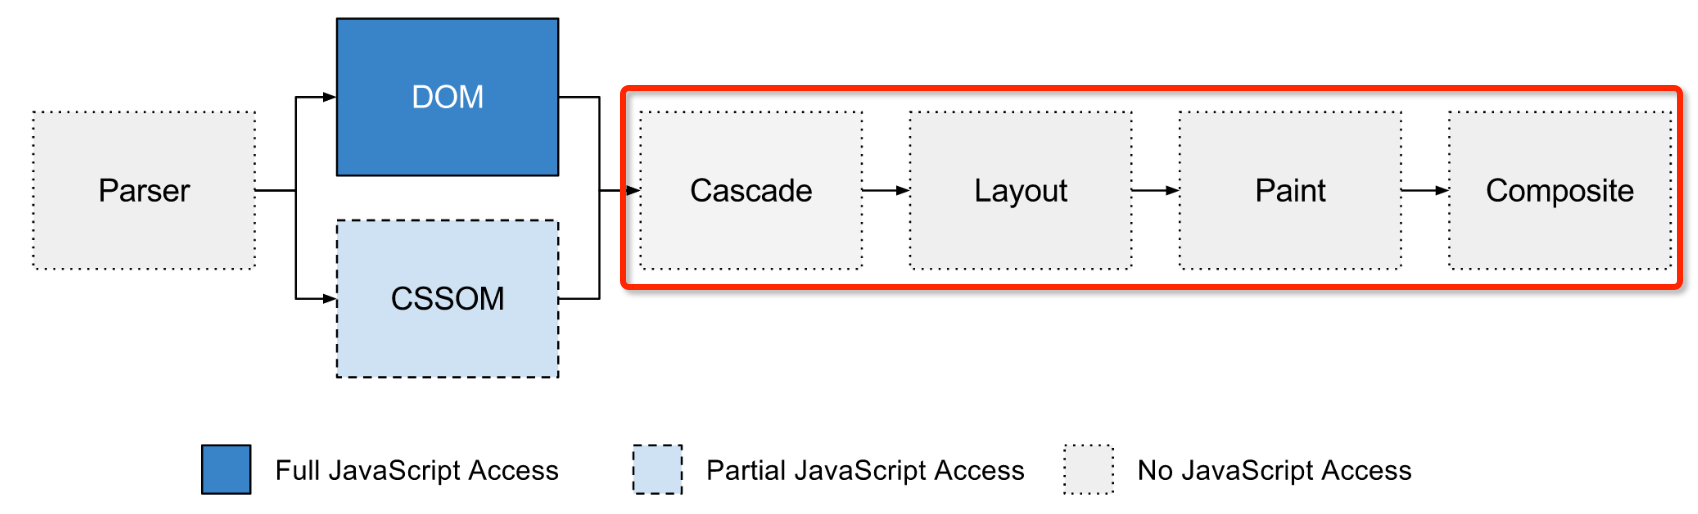 DOM
Parser
Cascade
Layout
Paint
Composite
CSSOM
Full JavaScript Access
Partial JavaScript Access
No JavaScript Access